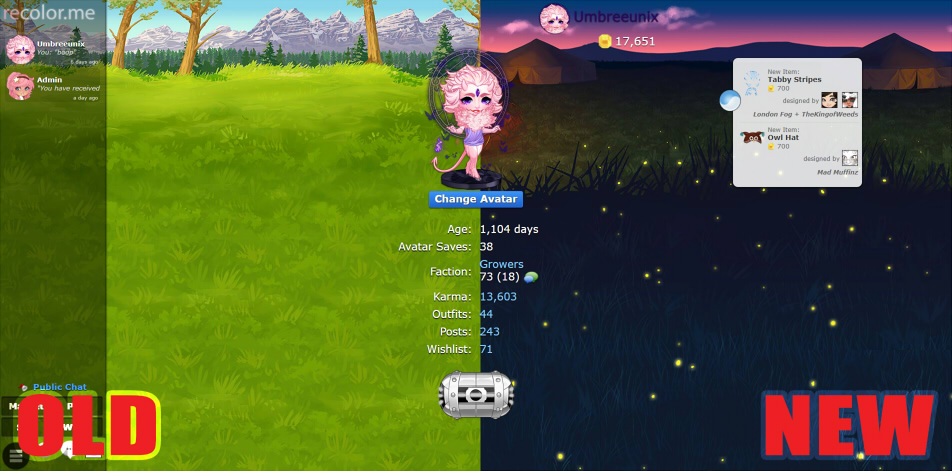 recolor.me
Umbreeunix
You: "boop"
5 days ago
Admin
"You have received
a day ago
Umbreeunix
17,651
New Item:
Tabby Stripes
700
designed by
London Fog + TheKingofWeeds
New Item:
Owl Hat
700
designed by
Mad Muffinz
Change Avatar
Age: 1,104 days
Avatar Saves: 38
Faction: Growers
73 (18)
Karma: 13,603
Outfits: 44
Posts: 243
Wishlist: 71
Public Chat
OLD
NEW